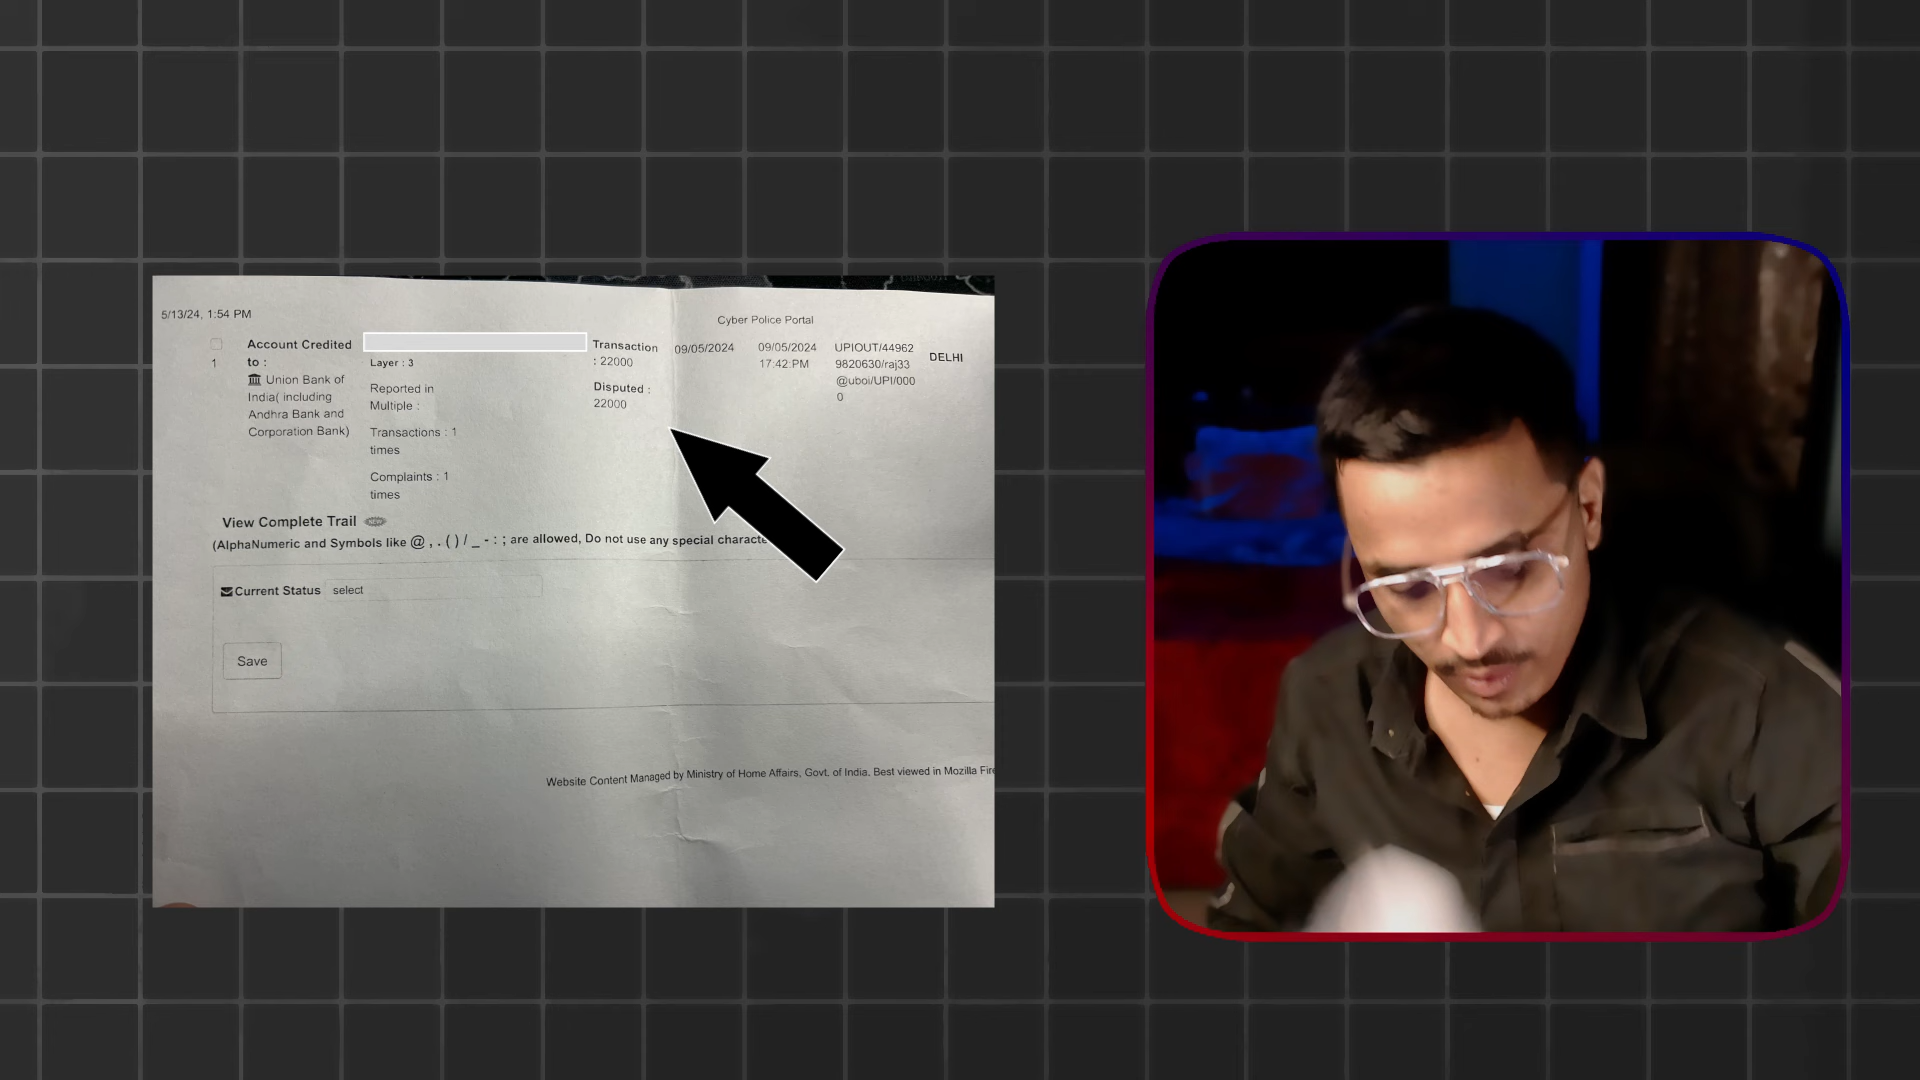 5/13/24, 1:54 PM
Cyber Police Portal
1
Account Credited
to :
Union Bank of
India( including
Andhra Bank and
Corporation Bank)
Layer : 3
Reported in
Multiple :
Transactions : 1
times
Complaints : 1
times
Transaction
: 22000
Disputed :
22000
09/05/2024
09/05/2024
17:42:PM
UPIOUT/44962
9820630/raj33
@uboi/UPI/000
0
DELHI
View Complete Trail NEW
(AlphaNumeric and Symbols like @ , . ( ) / _ - : ; are allowed, Do not use any special characte
Current Status select
Save
Website Content Managed by Ministry of Home Affairs, Govt. of India. Best viewed in Mozilla Fire